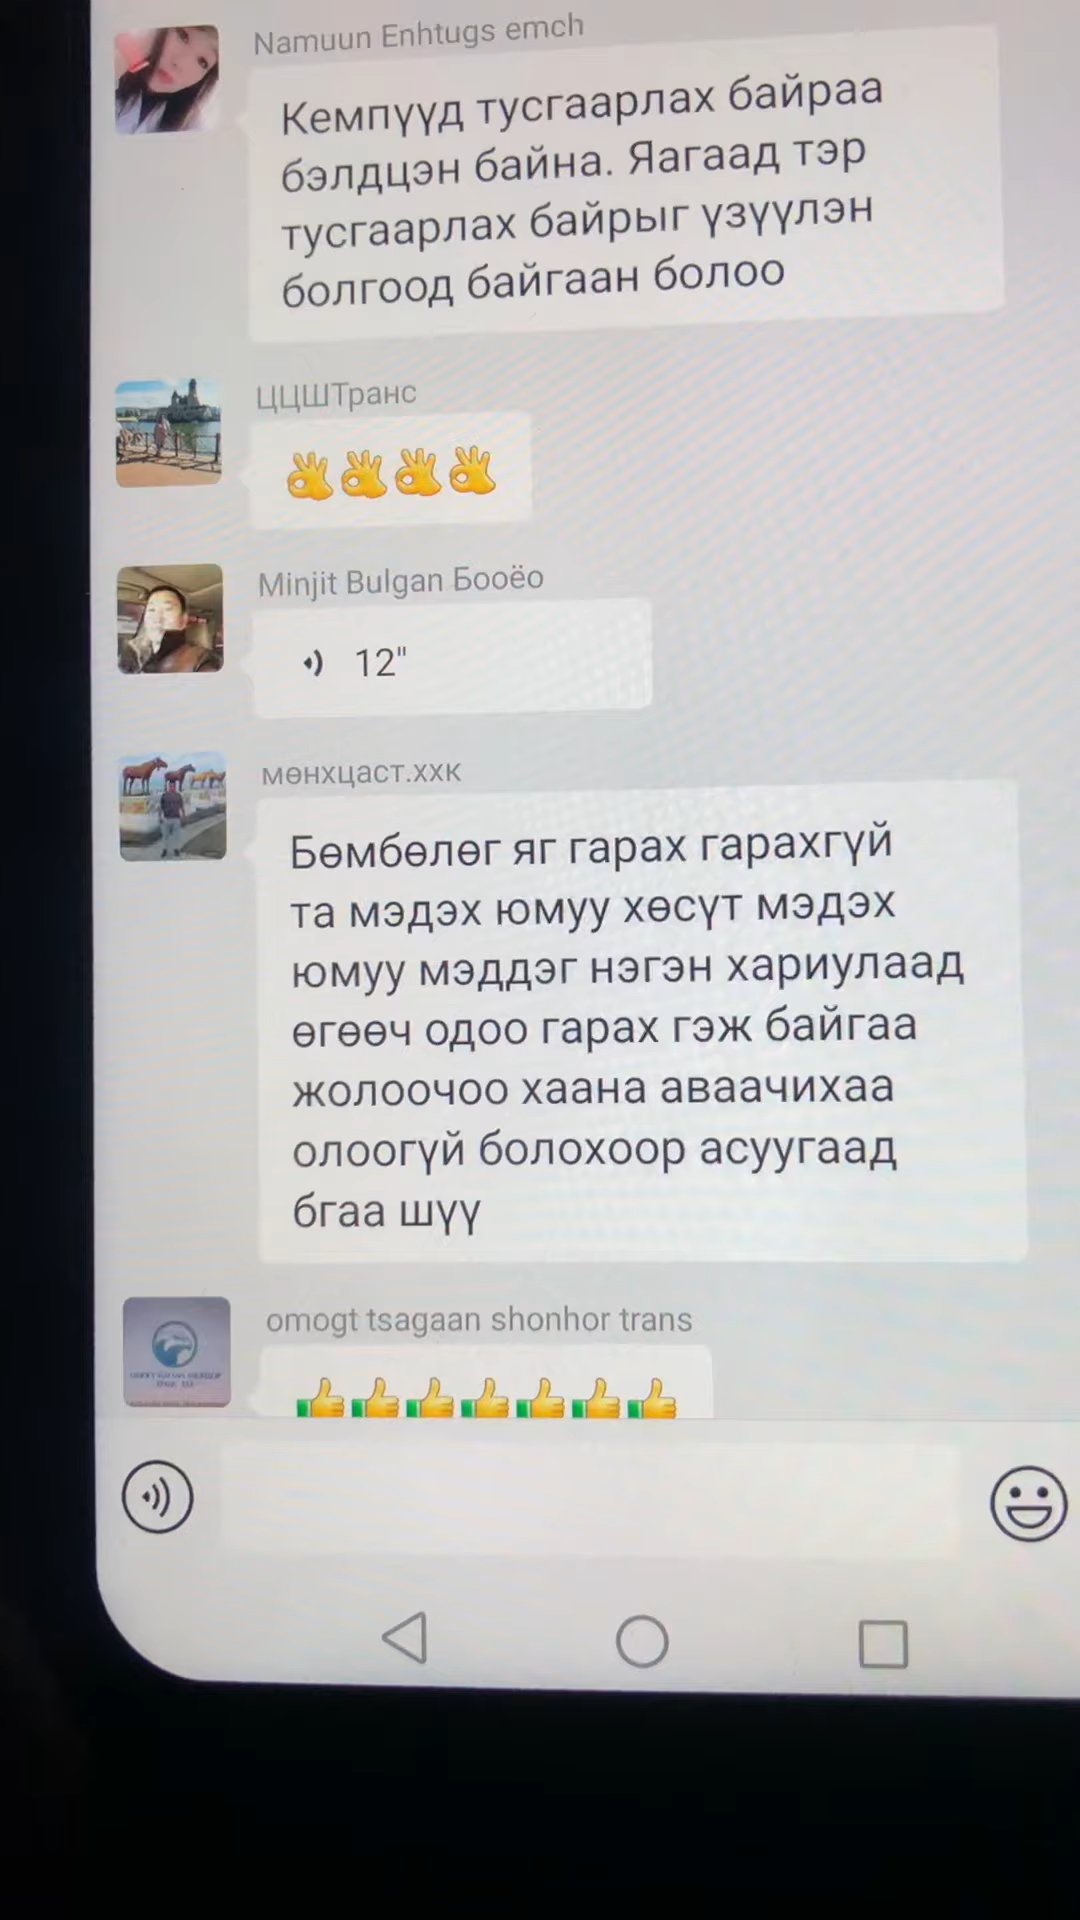 Namuun Enhtugs emch
Кемпүүд тусгаарлах байраа
бэлдцэн байна. Яагаад тэр
тусгаарлах байрыг үзүүлэн
болгоод байгаан болоо
ЦЦШТранс
👌👌👌👌
Minjit Bulgan Бооёо
12"
мөнхцаст.ххк
Бөмбөлөг яг гарах гарахгүй
та мэдэх юмуу хөсүт мэдэх
юмуу мэддэг нэгэн хариулаад
өгөөч одоо гарах гэж байгаа
жолоочоо хаана аваачихаа
олоогүй болохоор асуугаад
бгаа шүү
omogt tsagaan shonhor trans
👍👍👍👍👍👍👍